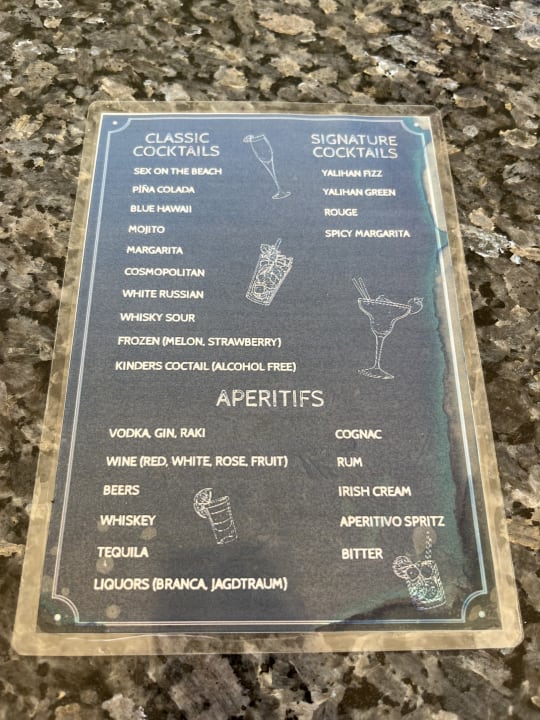 CLASSIC
COCKTAILS
SEX ON THE BEACH
PIÑA COLADA
BLUE HAWAII
MOJITO
MARGARITA
COSMOPOLITAN
WHITE RUSSIAN
WHISKY SOUR
FROZEN (MELON, STRAWBERRY)
KINDERS COCTAIL (ALCOHOL FREE)
SIGNATURE
COCKTAILS
YALIHAN FIZZ
YALIHAN GREEN
ROUGE
SPICY MARGARITA
APERITIFS
VODKA, GIN, RAKI
WINE (RED, WHITE, ROSE, FRUIT)
BEERS
WHISKEY
TEQUILA
LIQUORS (BRANCA, JAGDTRAUM)
COGNAC
RUM
IRISH CREAM
APERITIVO SPRITZ
BITTER